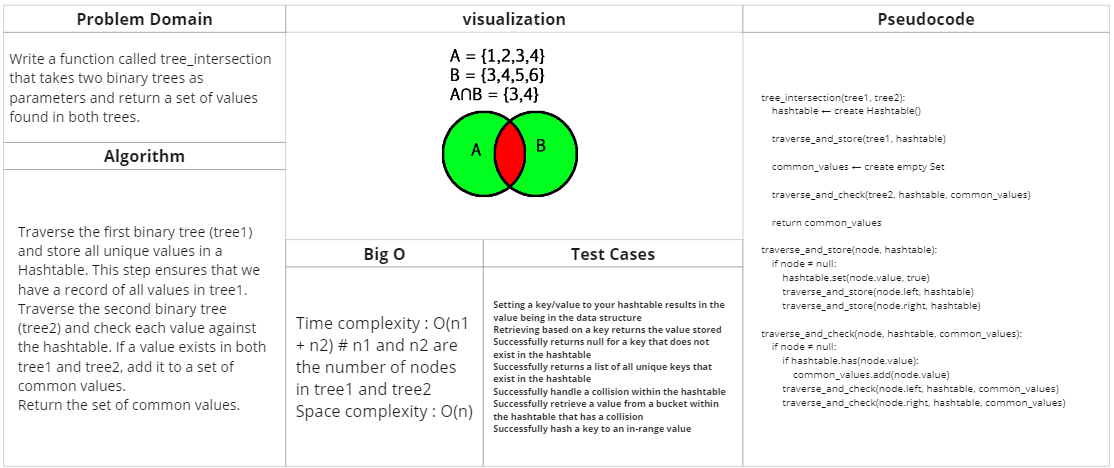 Problem Domain
Write a function called tree_intersection
that takes two binary trees as
parameters and return a set of values
found in both trees.
Algorithm
Traverse the first binary tree (tree1)
and store all unique values in a
Hashtable. This step ensures that we
have a record of all values in tree1.
Traverse the second binary tree
(tree2) and check each value against
the hashtable. If a value exists in both
tree1 and tree2, add it to a set of
common values.
Return the set of common values.
visualization
A = {1,2,3,4}
B = {3,4,5,6}
A∩B = {3,4}
A
B
Big O
Time complexity : O(n1
+ n2) # n1 and n2 are
the number of nodes
in tree1 and tree2
Space complexity : O(n)
Test Cases
Setting a key/value to your hashtable results in the
value being in the data structure
Retrieving based on a key returns the value stored
Successfully returns null for a key that does not
exist in the hashtable
Successfully returns a list of all unique keys that
exist in the hashtable
Successfully handle a collision within the hashtable
Successfully retrieve a value from a bucket within
the hashtable that has a collision
Successfully hash a key to an in-range value
Pseudocode
tree_intersection(tree1, tree2):
hashtable ← create Hashtable()
traverse_and_store(tree1, hashtable)
common_values ← create empty Set
traverse_and_check(tree2, hashtable, common_values)
return common_values
traverse_and_store(node, hashtable):
if node ≠ null:
hashtable.set(node.value, true)
traverse_and_store(node.left, hashtable)
traverse_and_store(node.right, hashtable)
traverse_and_check(node, hashtable, common_values):
if node ≠ null:
if hashtable.has(node.value):
common_values.add(node.value)
traverse_and_check(node.left, hashtable, common_values)
traverse_and_check(node.right, hashtable, common_values)